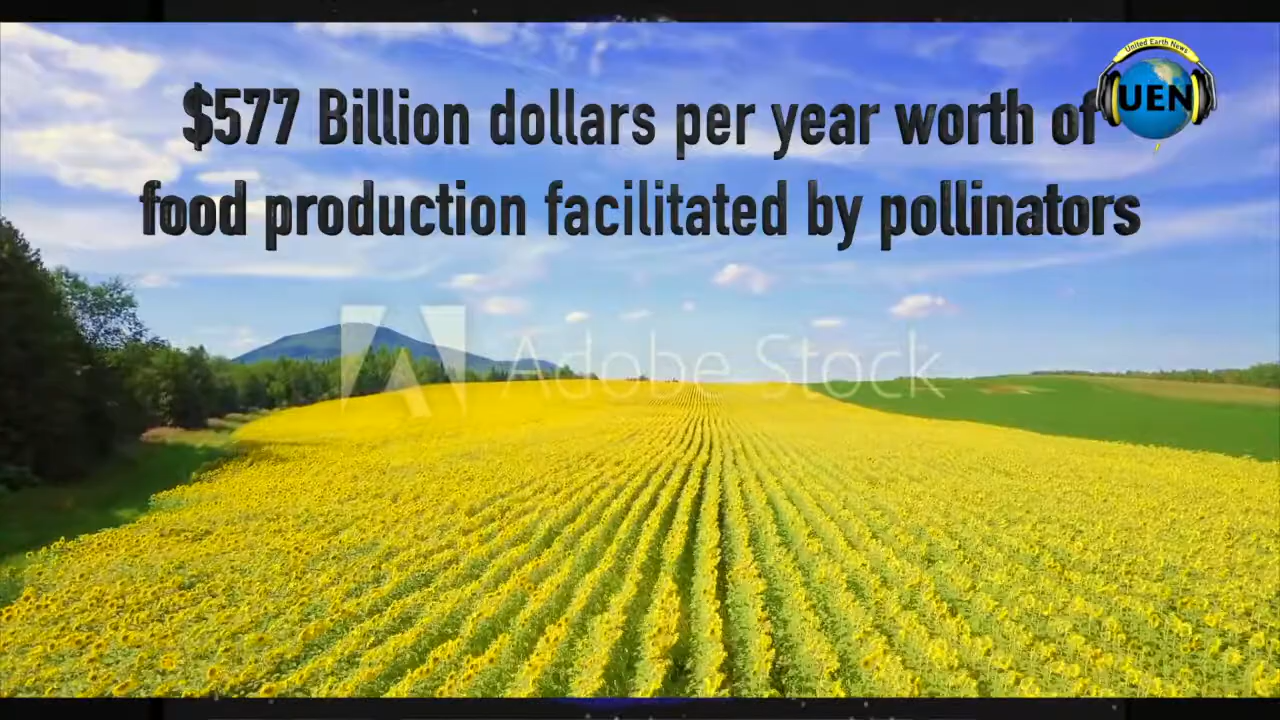 United Earth News
UEN
$577 Billion dollars per year worth of
food production facilitated by pollinators
Adobe Stock